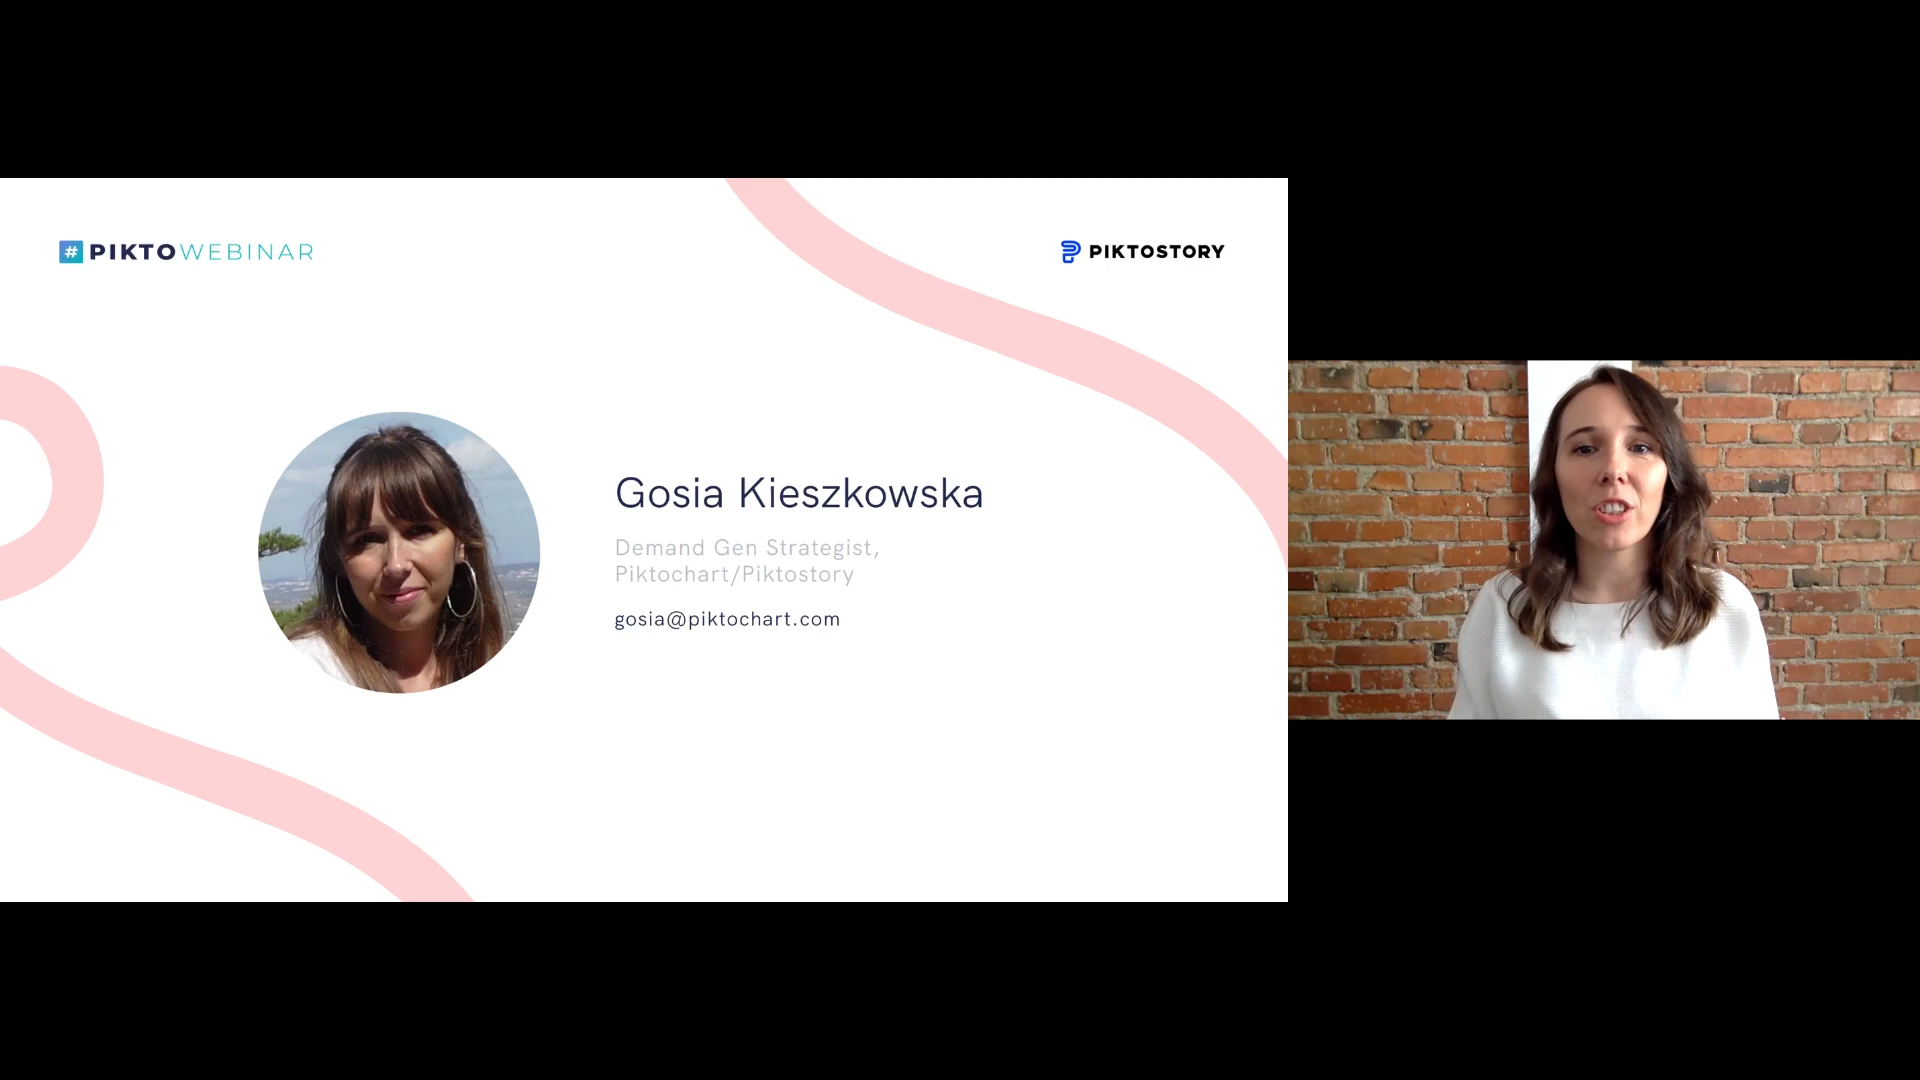 # PIKTOWEBINAR
PIKTOSTORY
Gosia Kieszkowska
Demand Gen Strategist,
Piktochart/Piktostory
gosia@piktochart.com